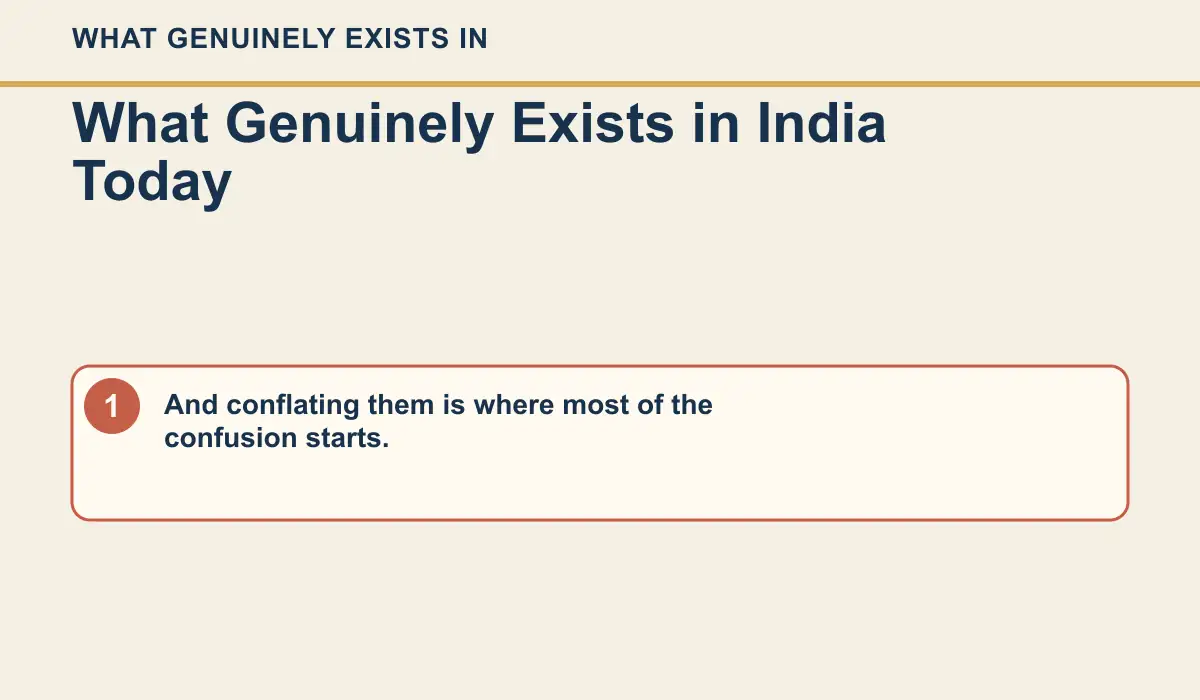 WHAT GENUINELY EXISTS IN
What Genuinely Exists in India
Today
1
And conflating them is where most of the
confusion starts.